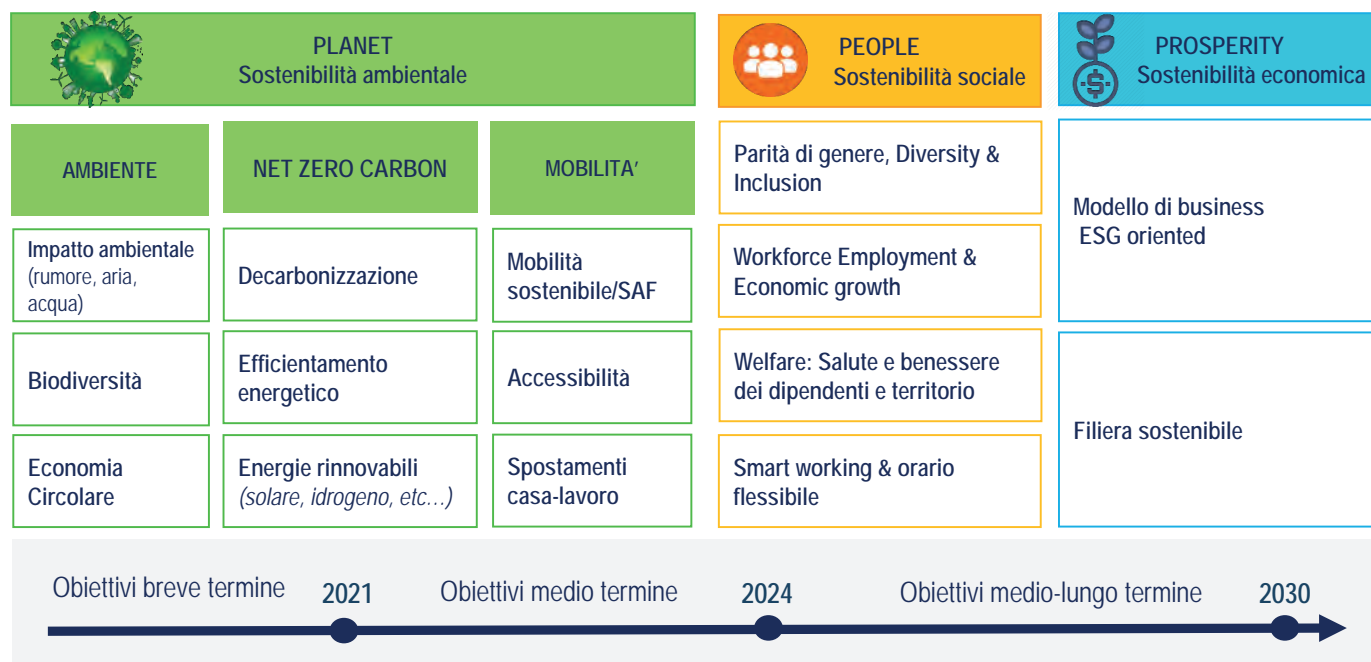 PLANET
Sostenibilità ambientale
PEOPLE
Sostenibilità sociale
PROSPERITY
Sostenibilità economica
AMBIENTE
NET ZERO CARBON
MOBILITA’
Impatto ambientale
(rumore, aria,
acqua)
Decarbonizzazione
Mobilità
sostenibile/SAF
Biodiversità
Efficientamento
energetico
Accessibilità
Economia
Circolare
Energie rinnovabili
(solare, idrogeno, etc…)
Spostamenti
casa-lavoro
Parità di genere, Diversity &
Inclusion
Workforce Employment &
Economic growth
Welfare: Salute e benessere
dei dipendenti e territorio
Smart working & orario
flessibile
Modello di business
ESG oriented
Filiera sostenibile
Obiettivi breve termine
2021
Obiettivi medio termine
2024
Obiettivi medio-lungo termine
2030